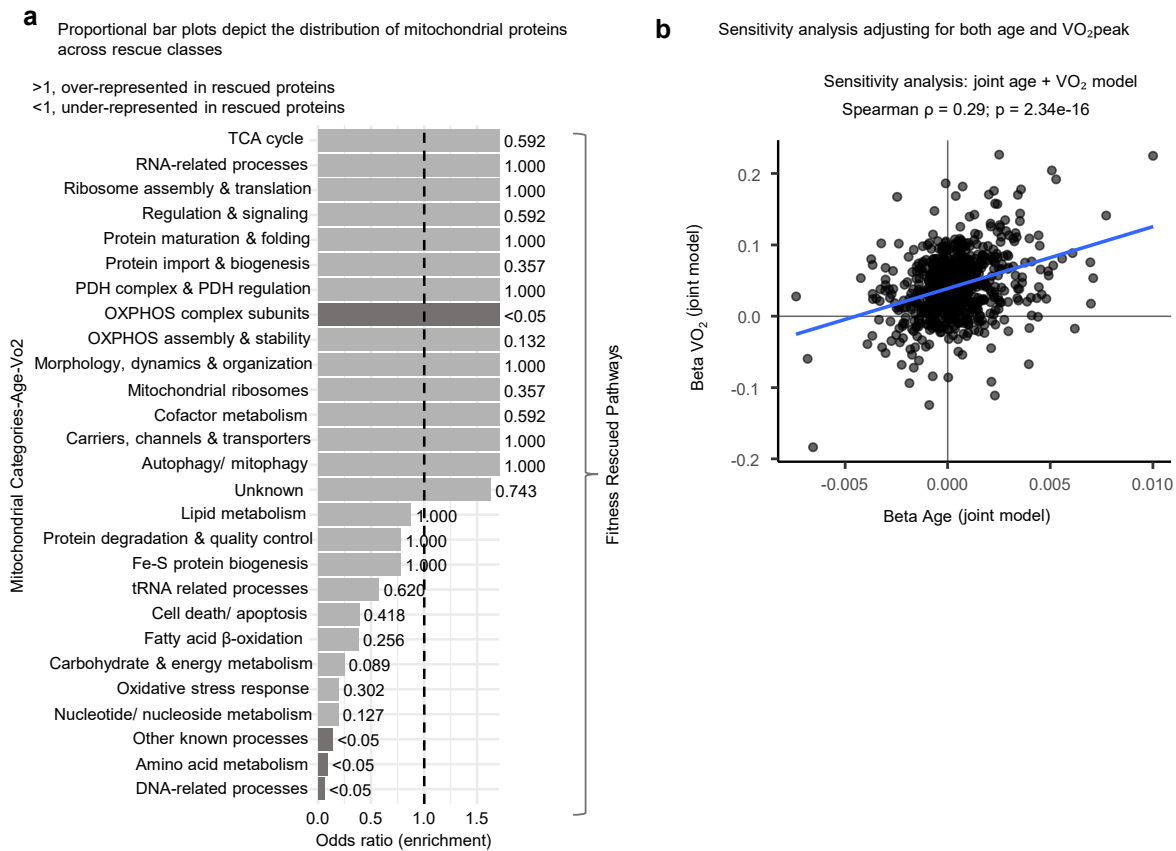 a
Proportional bar plots depict the distribution of mitochondrial proteins
across rescue classes
>1, over-represented in rescued proteins
<1, under-represented in rescued proteins
Mitochondrial Categories-Age-Vo2
TCA cycle 0.592
RNA-related processes 1.000
Ribosome assembly & translation 1.000
Regulation & signaling 0.592
Protein maturation & folding 1.000
Protein import & biogenesis 0.357
PDH complex & PDH regulation 1.000
OXPHOS complex subunits <0.05
OXPHOS assembly & stability 0.132
Morphology, dynamics & organization 1.000
Mitochondrial ribosomes 0.357
Cofactor metabolism 0.592
Carriers, channels & transporters 1.000
Autophagy/ mitophagy 1.000
Unknown 0.743
Lipid metabolism 1.000
Protein degradation & quality control 1.000
Fe-S protein biogenesis 1.000
tRNA related processes 0.620
Cell death/ apoptosis 0.418
Fatty acid β-oxidation 0.256
Carbohydrate & energy metabolism 0.089
Oxidative stress response 0.302
Nucleotide/ nucleoside metabolism 0.127
Other known processes <0.05
Amino acid metabolism <0.05
DNA-related processes <0.05
0.0 0.5 1.0 1.5
Odds ratio (enrichment)
Fitness Rescued Pathways
b
Sensitivity analysis adjusting for both age and VO₂peak
Sensitivity analysis: joint age + VO₂ model
Spearman ρ = 0.29; p = 2.34e-16
Beta VO₂ (joint model)
0.2
0.1
0.0
-0.1
-0.2
-0.005 0.000 0.005 0.010
Beta Age (joint model)